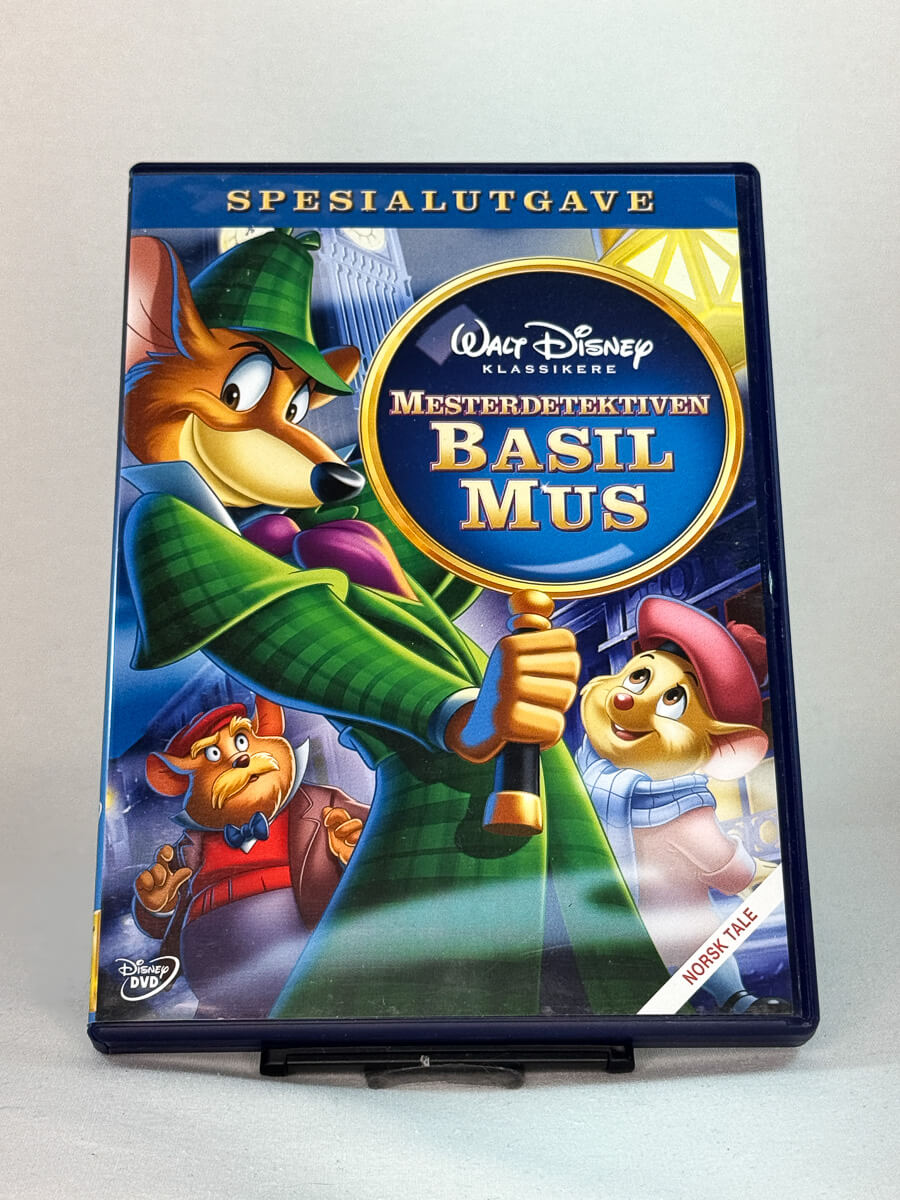 SPESIALUTGAVE
WALT DISNEY
KLASSIKERE
MESTERDETEKTIVEN
BASIL
MUS
NORSK TALE
DISNEY
DVD